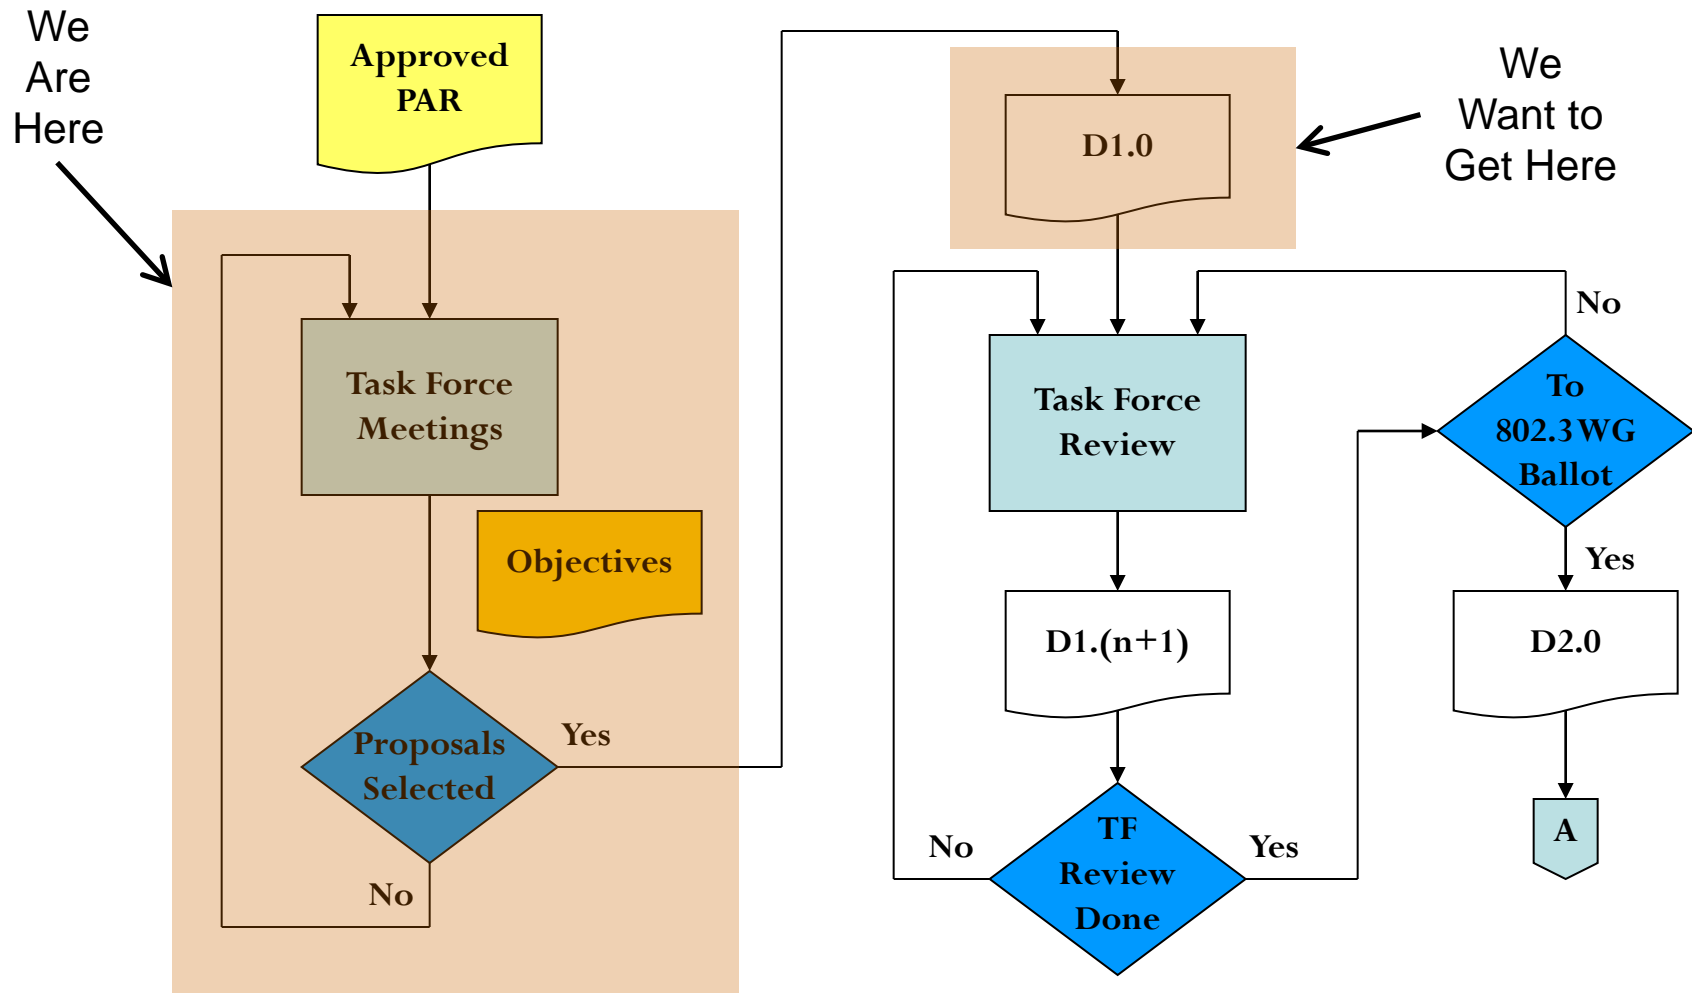 We
Are
Here
Approved
PAR
Task Force
Meetings
Objectives
Proposals
Selected
Yes
No
D1.0
We
Want to
Get Here
Task Force
Review
D1.(n+1)
TF
Review
Done
No
Yes
To
802.3 WG
Ballot
No
Yes
D2.0
A